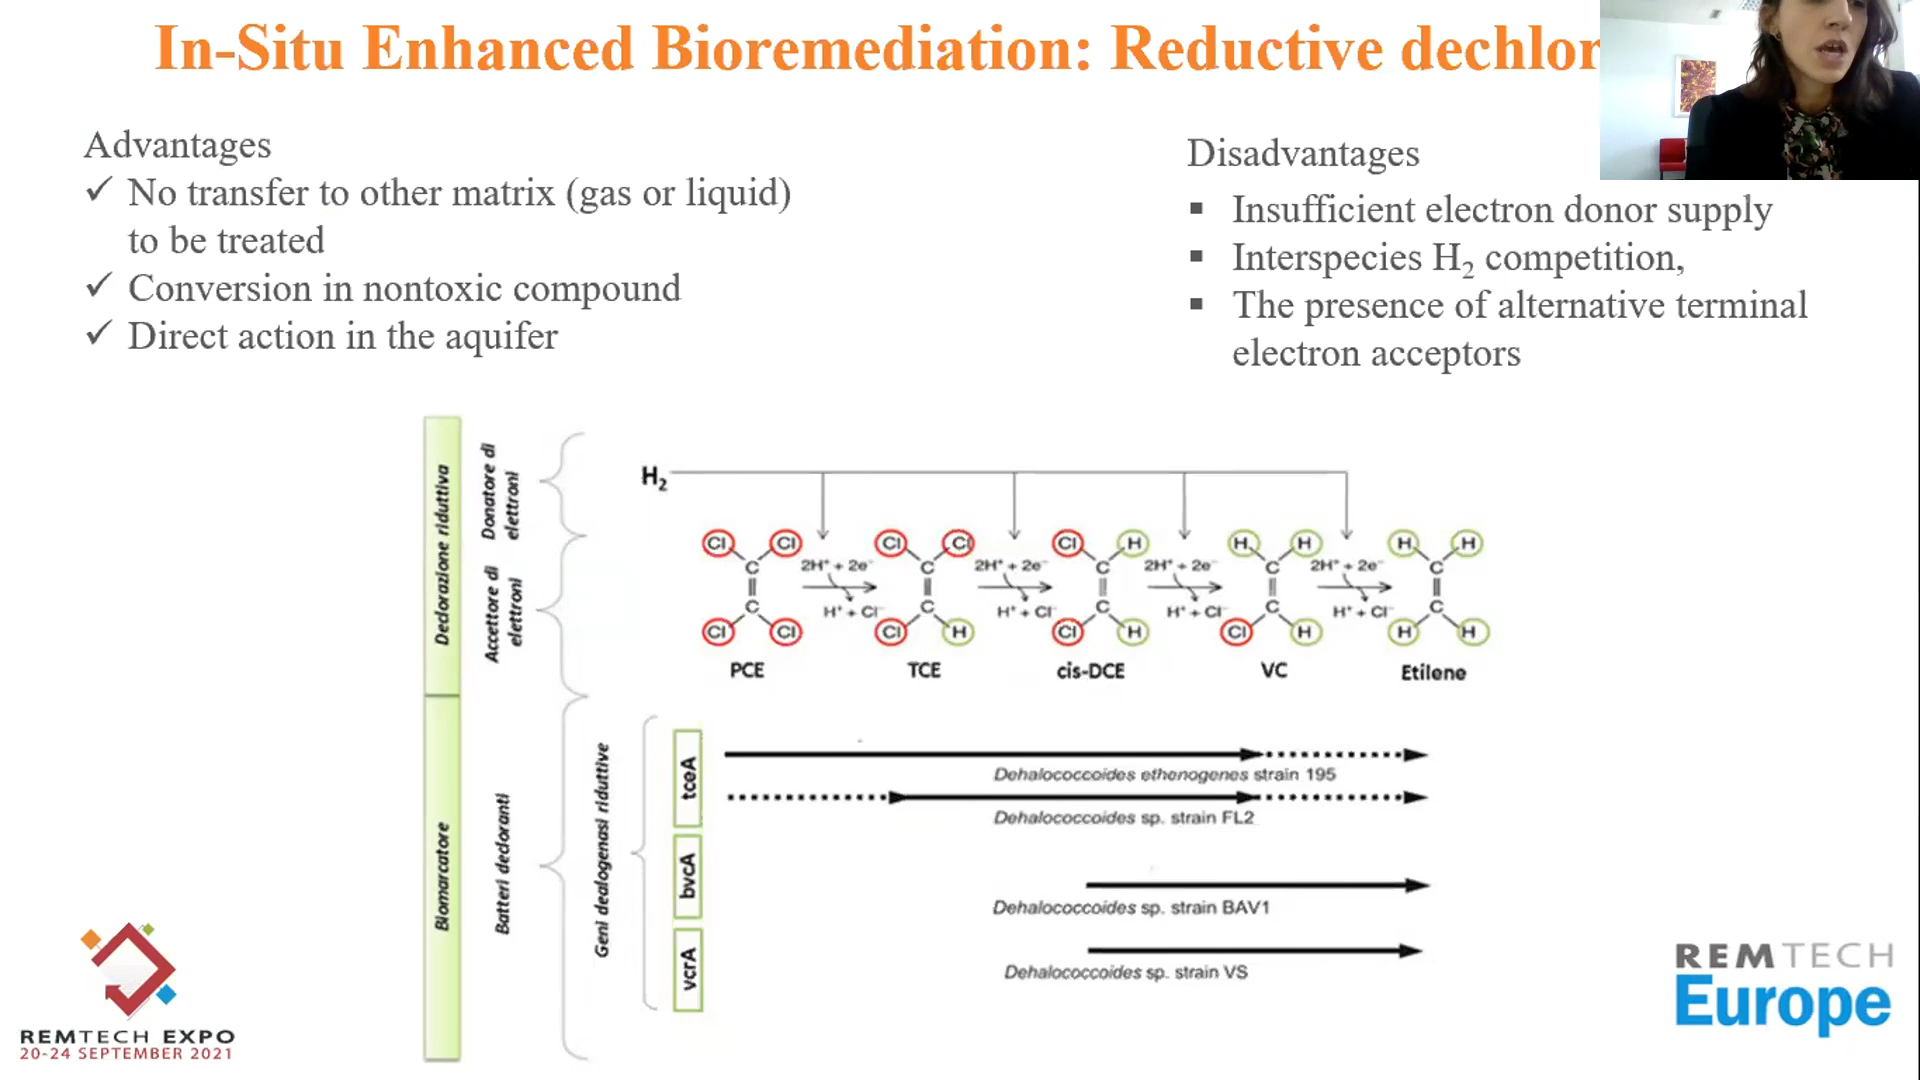 In-Situ Enhanced Bioremediation: Reductive dechlor
Advantages
✓ No transfer to other matrix (gas or liquid)
to be treated
✓ Conversion in nontoxic compound
✓ Direct action in the aquifer
Disadvantages
▪ Insufficient electron donor supply
▪ Interspecies H₂ competition,
▪ The presence of alternative terminal
electron acceptors
Declorazione riduttiva
Donatore di
elettroni
Accettore di
elettroni
H₂
Cl Cl Cl Cl Cl H H H H H
2H⁺ + 2e⁻ 2H⁺ + 2e⁻ 2H⁺ + 2e⁻ 2H⁺ + 2e⁻
C C C C C
C C C C C
H⁺ + Cl⁻ H⁺ + Cl⁻ H⁺ + Cl⁻ H⁺ + Cl⁻
Cl Cl Cl H Cl H Cl H H H
PCE TCE cis-DCE VC Etilene
Biomarcatore
Batteri decloranti
Geni dealogenasi riduttive
tceA
bvcA
vcrA
Dehalococcoides ethenogenes strain 195
Dehalococcoides sp. strain FL2
Dehalococcoides sp. strain BAV1
Dehalococcoides sp. strain VS
REMTECH EXPO
20-24 SEPTEMBER 2021
REMTECH
Europe